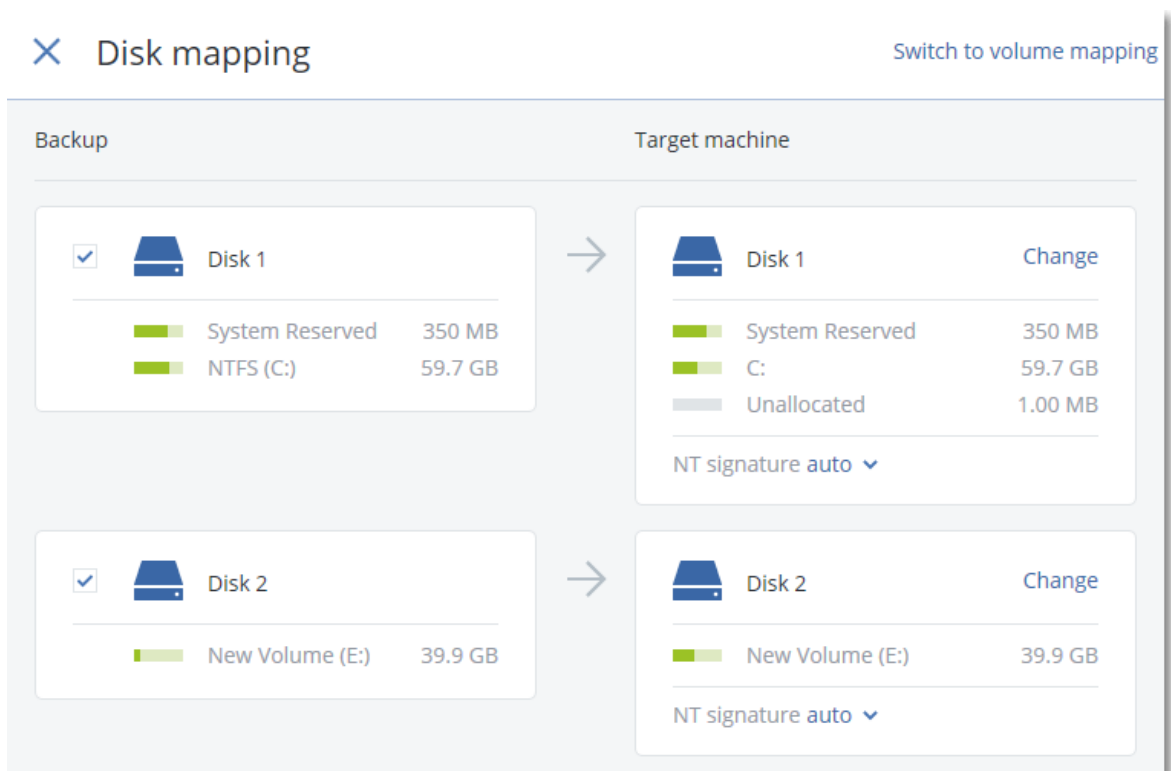 Disk mapping
Switch to volume mapping
Backup
Target machine
Disk 1
System Reserved 350 MB
NTFS (C:) 59.7 GB
Disk 1 Change
System Reserved 350 MB
C: 59.7 GB
Unallocated 1.00 MB
NT signature auto
Disk 2
New Volume (E:) 39.9 GB
Disk 2 Change
New Volume (E:) 39.9 GB
NT signature auto